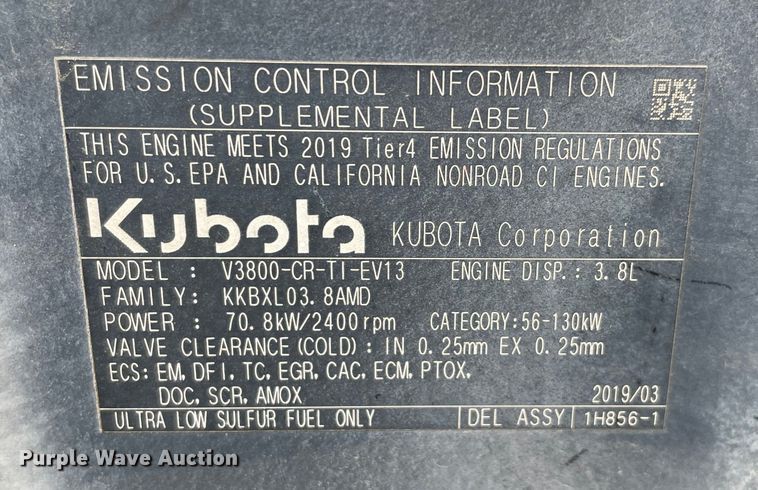 EMISSION CONTROL INFORMATION
(SUPPLEMENTAL LABEL)
THIS ENGINE MEETS 2019 Tier4 EMISSION REGULATIONS
FOR U.S.EPA AND CALIFORNIA NONROAD CI ENGINES.
Kubota KUBOTA Corporation
MODEL : V3800-CR-TI-EV13 ENGINE DISP.: 3.8L
FAMILY: KKBXL03.8AMD
POWER : 70.8kW/2400rpm CATEGORY:56-130kW
VALVE CLEARANCE(COLD): IN 0.25mm EX 0.25mm
ECS: EM, DFI, TC, EGR, CAC, ECM, PTOX,
DOC, SCR, AMOX 2019/03
ULTRA LOW SULFUR FUEL ONLY DEL ASSY 1H856-1
Purple Wave Auction